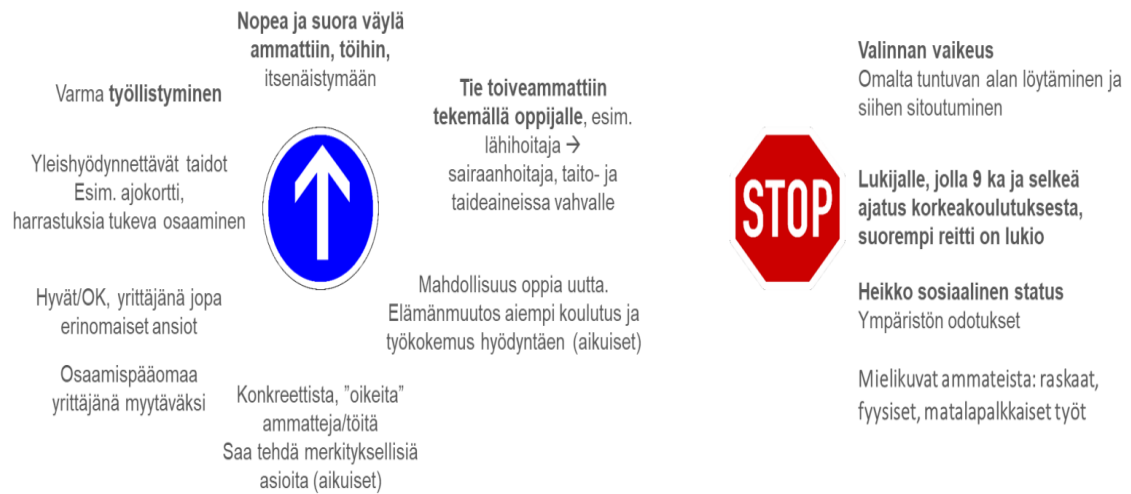 Nopea ja suora väylä
ammattiin, töihin,
itsenäistymään
Varma työllistyminen
Yleishyödynnettävät taidot
Esim. ajokortti,
harrastuksia tukeva osaaminen
Hyvät/OK, yrittäjänä jopa
erinomaiset ansiot
Osaamispääomaa
yrittäjänä myytäväksi
Konkreettista, ”oikeita”
ammatteja/töitä
Saa tehdä merkityksellisiä
asioita (aikuiset)
Tie toiveammattiin
tekemällä oppijalle, esim.
lähihoitaja →
sairaanhoitaja, taito- ja
taideaineissa vahvalle
Mahdollisuus oppia uutta.
Elämänmuutos aiempi koulutus ja
työkokemus hyödyntäen (aikuiset)
STOP
Valinnan vaikeus
Omalta tuntuvan alan löytäminen ja
siihen sitoutuminen
Lukijalle, jolla 9 ka ja selkeä
ajatus korkeakoulutuksesta,
suorempi reitti on lukio
Heikko sosiaalinen status
Ympäristön odotukset
Mielikuvat ammateista: raskaat,
fyysiset, matalapalkkaiset työt